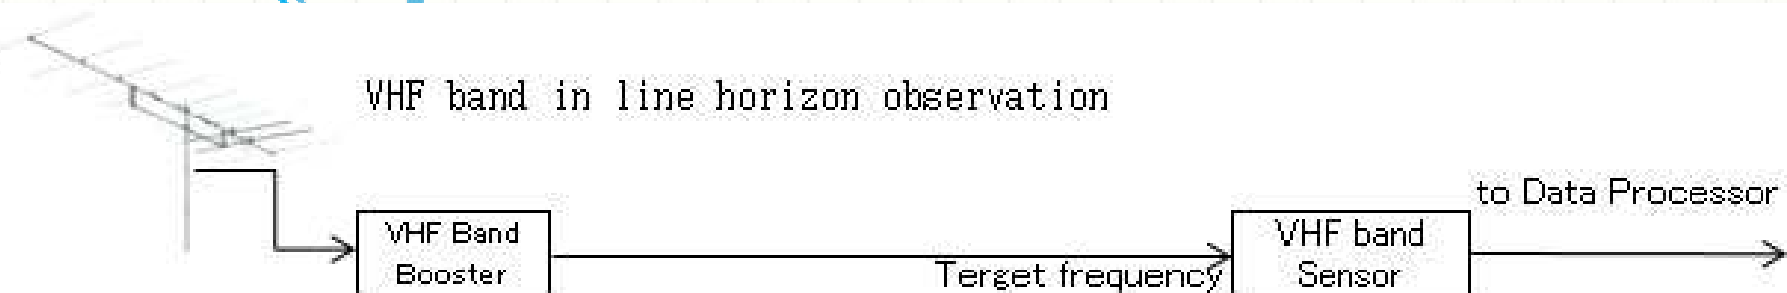 VHF band in line horizon observation
to Data Processor
VHF Band
Booster
Terget frequency
VHF band
Sensor